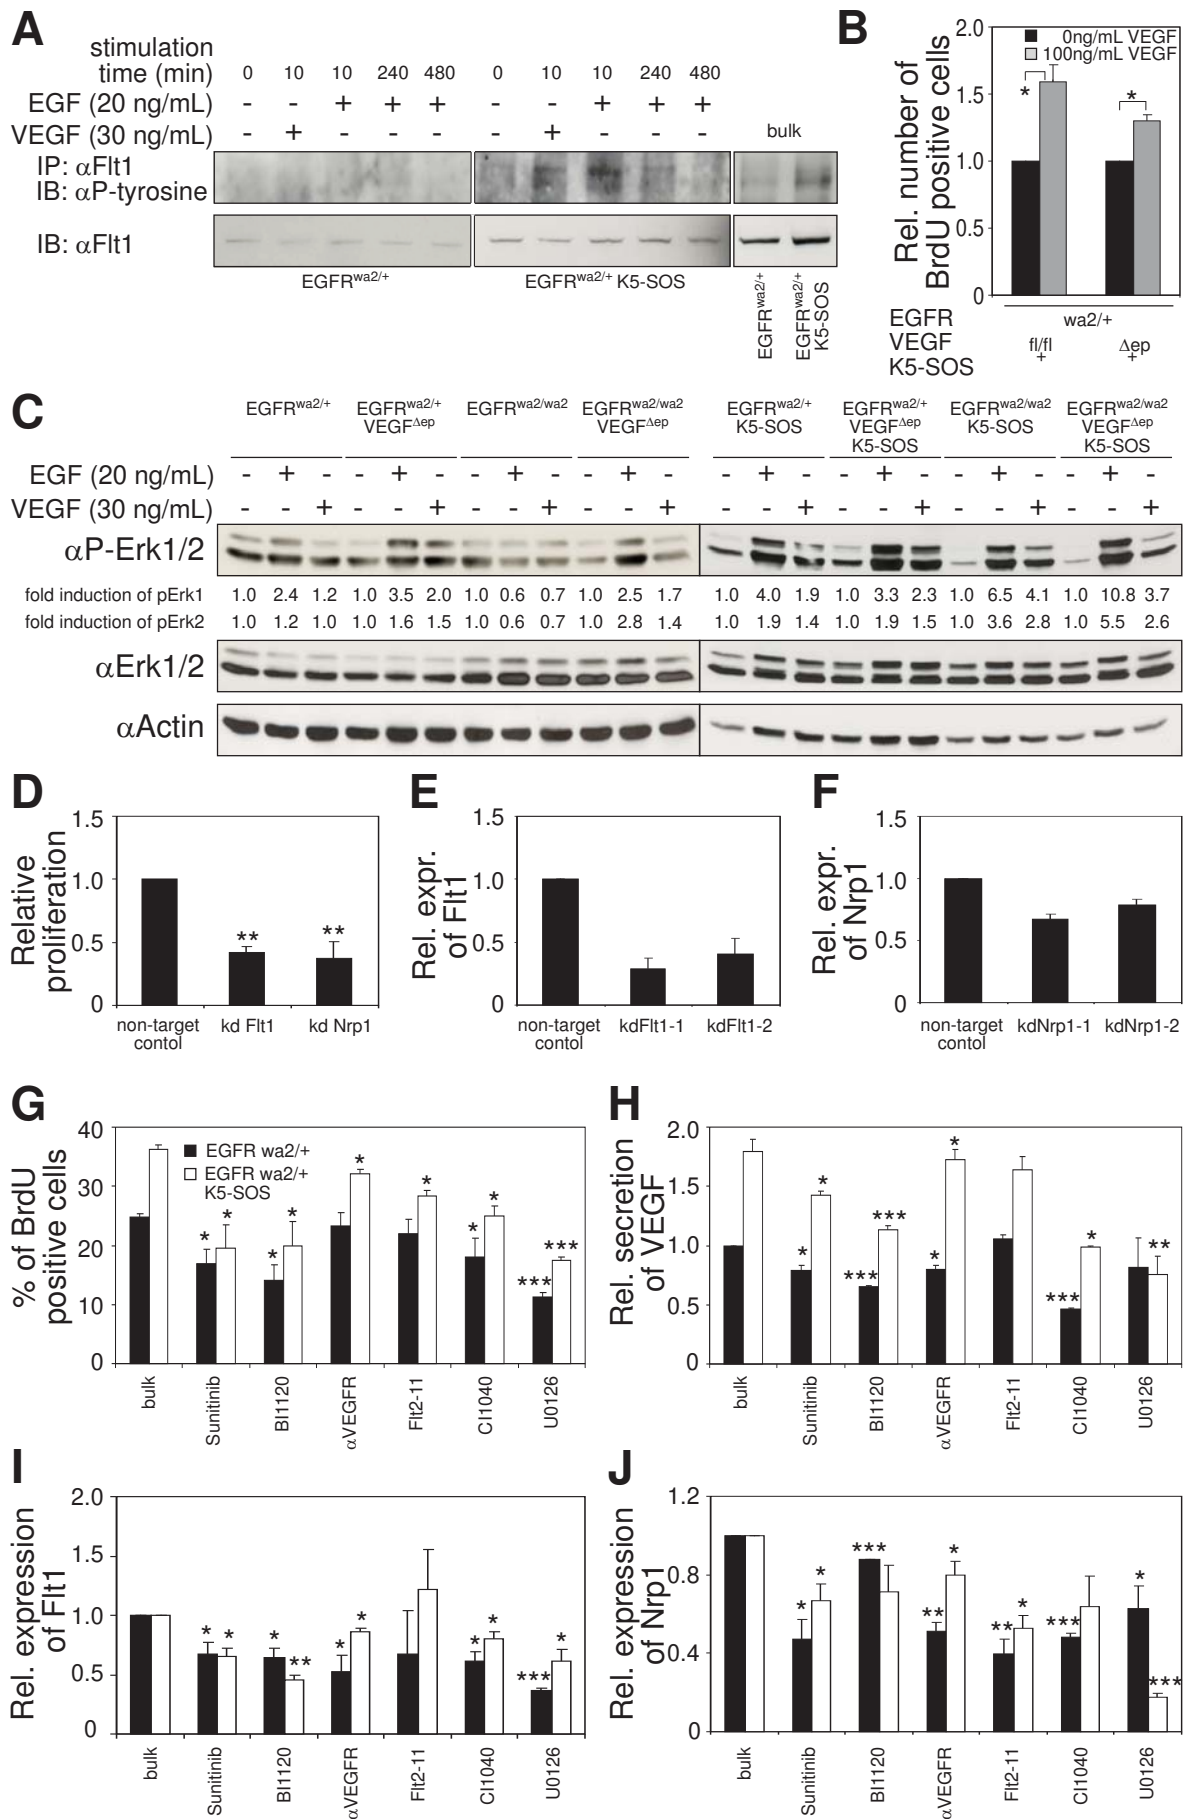 A
stimulation
time (min) 0 10 10 240 480 0 10 10 240 480
EGF (20 ng/mL) - - + + + - - + + +
VEGF (30 ng/mL) - + - - - - + - - - bulk
IP: αFlt1
IB: αP-tyrosine
IB: αFlt1
EGFRwa2/+ EGFRwa2/+ K5-SOS
EGFRwa2/+
EGFRwa2/+
K5-SOS
B
Rel. number of
BrdU positive cells
2.0
1.5
1.0
0.5
0
0ng/mL VEGF
100ng/mL VEGF
* *
EGFR wa2/+
VEGF fl/fl Δep
K5-SOS + +
C
EGFRwa2/+ EGFRwa2/+ VEGFΔep EGFRwa2/wa2 EGFRwa2/wa2 VEGFΔep EGFRwa2/+ K5-SOS EGFRwa2/+ VEGFΔep K5-SOS EGFRwa2/wa2 K5-SOS EGFRwa2/wa2 VEGFΔep K5-SOS
EGF (20 ng/mL) - + - - + - - + - - + - - + - - + - - + - - + -
VEGF (30 ng/mL) - - + - - + - - + - - + - - + - - + - - + - - +
αP-Erk1/2
fold induction of pErk1 1.0 2.4 1.2 1.0 3.5 2.0 1.0 0.6 0.7 1.0 2.5 1.7 1.0 4.0 1.9 1.0 3.3 2.3 1.0 6.5 4.1 1.0 10.8 3.7
fold induction of pErk2 1.0 1.2 1.0 1.0 1.6 1.5 1.0 0.6 0.7 1.0 2.8 1.4 1.0 1.9 1.4 1.0 1.9 1.5 1.0 3.6 2.8 1.0 5.5 2.6
αErk1/2
αActin
D
Relative
proliferation
1.5
1.0
0.5
0
** **
non-target
contol
kd Flt1
kd Nrp1
E
Rel. expr.
of Flt1
1.5
1.0
0.5
0
non-target
contol
kdFlt1-1
kdFlt1-2
F
Rel. expr.
of Nrp1
1.5
1.0
0.5
0
non-target
contol
kdNrp1-1
kdNrp1-2
G
% of BrdU
positive cells
40
30
20
10
0
EGFR wa2/+
EGFR wa2/+
K5-SOS
* * * * * * * * *** ***
bulk
Sunitinib
BI1120
αVEGFR
Flt2-11
CI1040
U0126
H
Rel. secretion
of VEGF
2.0
1.5
1.0
0.5
0
* * *** *** * * *** * **
bulk
Sunitinib
BI1120
αVEGFR
Flt2-11
CI1040
U0126
I
Rel. expression
of Flt1
2.0
1.5
1.0
0.5
0
* * * ** * * * * *** *
bulk
Sunitinib
BI1120
αVEGFR
Flt2-11
CI1040
U0126
J
Rel. expression
of Nrp1
1.2
0.8
0.4
0
* * *** ** * ** * *** * ***
bulk
Sunitinib
BI1120
αVEGFR
Flt2-11
CI1040
U0126